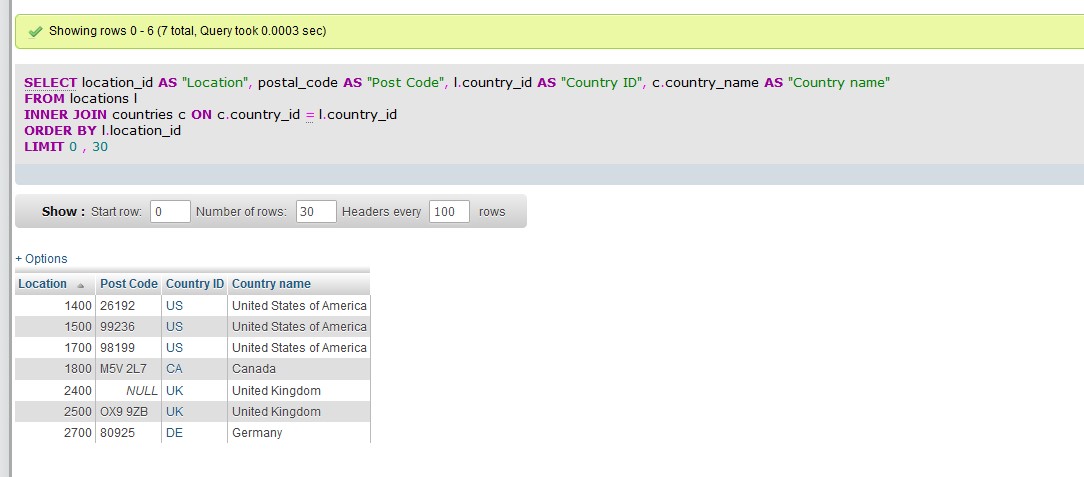 Showing rows 0 - 6 (7 total, Query took 0.0003 sec)
SELECT location_id AS "Location", postal_code AS "Post Code", l.country_id AS "Country ID", c.country_name AS "Country name"
FROM locations l
INNER JOIN countries c ON c.country_id = l.country_id
ORDER BY l.location_id
LIMIT 0 , 30
Show : Start row: 0 Number of rows: 30 Headers every 100 rows
+ Options
Location Post Code Country ID Country name
1400 26192 US United States of America
1500 99236 US United States of America
1700 98199 US United States of America
1800 M5V 2L7 CA Canada
2400 NULL UK United Kingdom
2500 OX9 9ZB UK United Kingdom
2700 80925 DE Germany